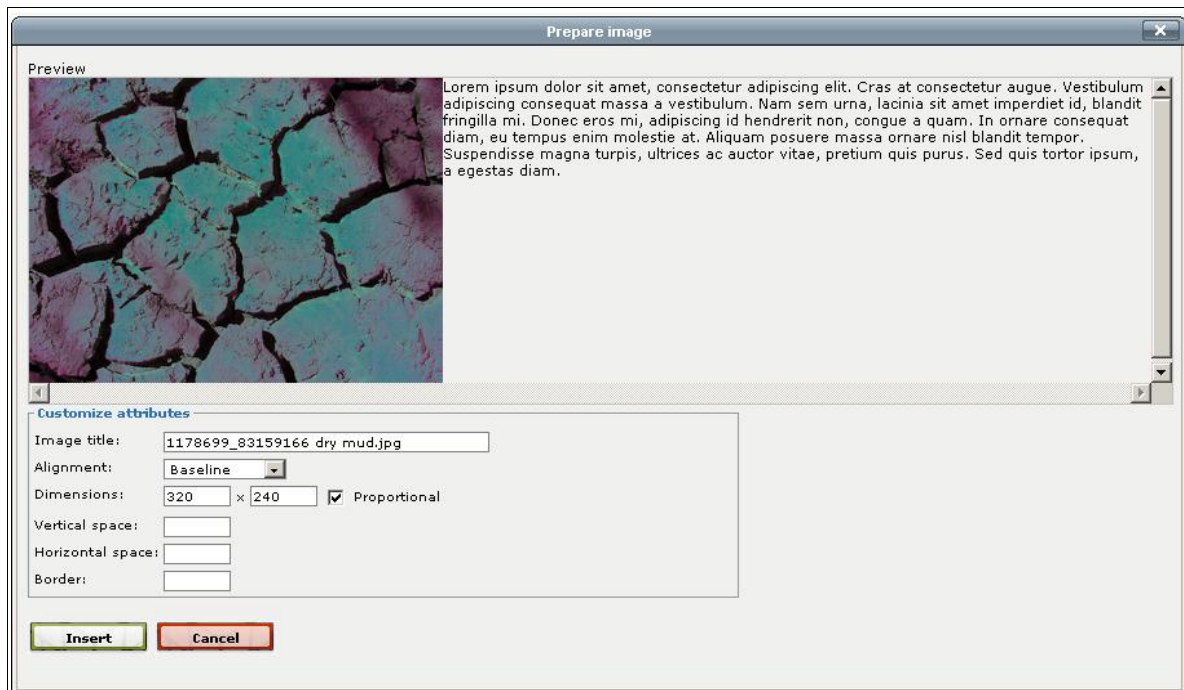 Prepare image
Preview
Lorem ipsum dolor sit amet, consectetur adipiscing elit. Cras at consectetur augue. Vestibulum
adipiscing consequat massa a vestibulum. Nam sem urna, lacinia sit amet imperdiet id, blandit
fringilla mi. Donec eros mi, adipiscing id hendrerit non, congue a quam. In ornare consequat
diam, eu tempus enim molestie at. Aliquam posuere massa ornare nisl blandit tempor.
Suspendisse magna turpis, ultrices ac auctor vitae, pretium quis purus. Sed quis tortor ipsum,
a egestas diam.
Customize attributes
Image title: 1178699_83159166 dry mud.jpg
Alignment: Baseline
Dimensions: 320 x 240 Proportional
Vertical space:
Horizontal space:
Border:
Insert Cancel